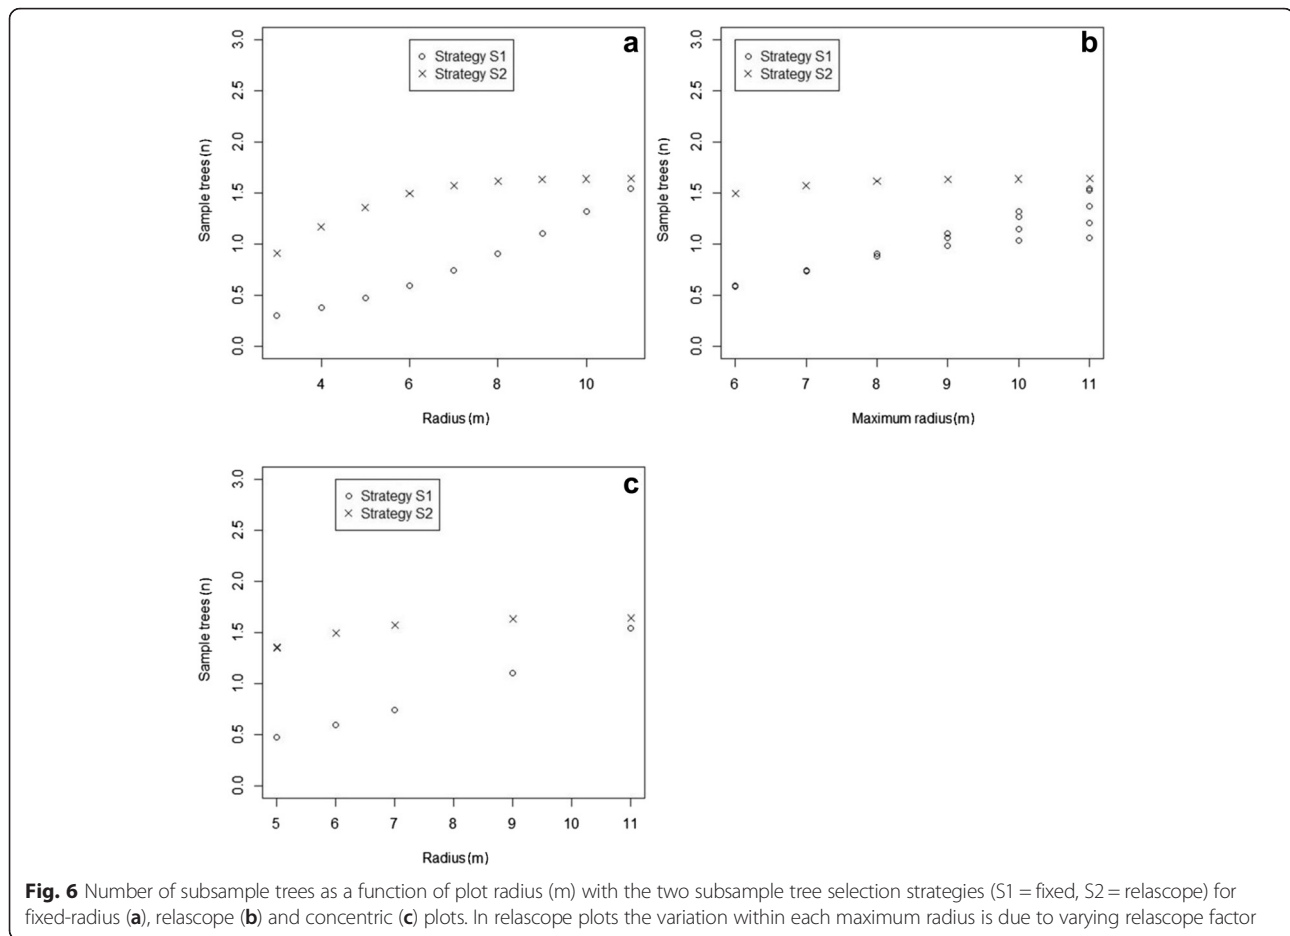 a
Strategy S1
Strategy S2
Sample trees (n)
3.0
2.5
2.0
1.5
1.0
0.5
0.0
4 6 8 10
Radius (m)
b
Strategy S1
Strategy S2
Sample trees (n)
3.0
2.5
2.0
1.5
1.0
0.5
0.0
6 7 8 9 10 11
Maximum radius (m)
c
Strategy S1
Strategy S2
Sample trees (n)
3.0
2.5
2.0
1.5
1.0
0.5
0.0
5 6 7 8 9 10 11
Radius (m)
Fig. 6 Number of subsample trees as a function of plot radius (m) with the two subsample tree selection strategies (S1 = fixed, S2 = relascope) for
fixed-radius (a), relascope (b) and concentric (c) plots. In relascope plots the variation within each maximum radius is due to varying relascope factor